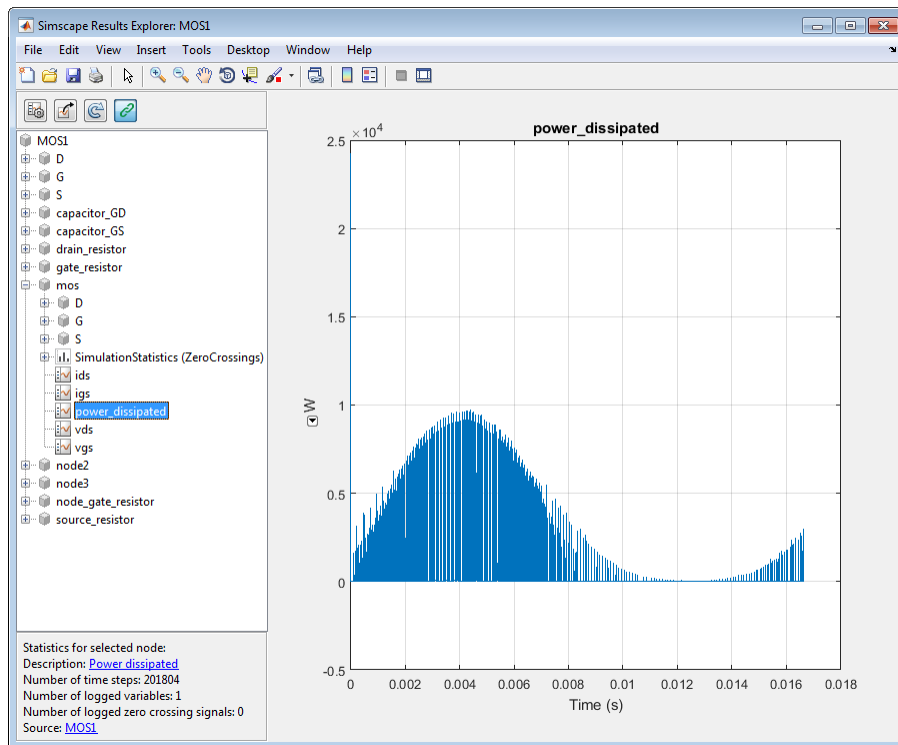 Simscape Results Explorer: MOS1
File Edit View Insert Tools Desktop Window Help
MOS1
D
G
S
capacitor_GD
capacitor_GS
drain_resistor
gate_resistor
mos
D
G
S
SimulationStatistics (ZeroCrossings)
ids
igs
power_dissipated
vds
vgs
node2
node3
node_gate_resistor
source_resistor
Statistics for selected node:
Description: Power dissipated
Number of time steps: 201804
Number of logged variables: 1
Number of logged zero crossing signals: 0
Source: MOS1
power_dissipated
×10^4
2.5
2
1.5
1
0.5
0
-0.5
W
0 0.002 0.004 0.006 0.008 0.01 0.012 0.014 0.016 0.018
Time (s)